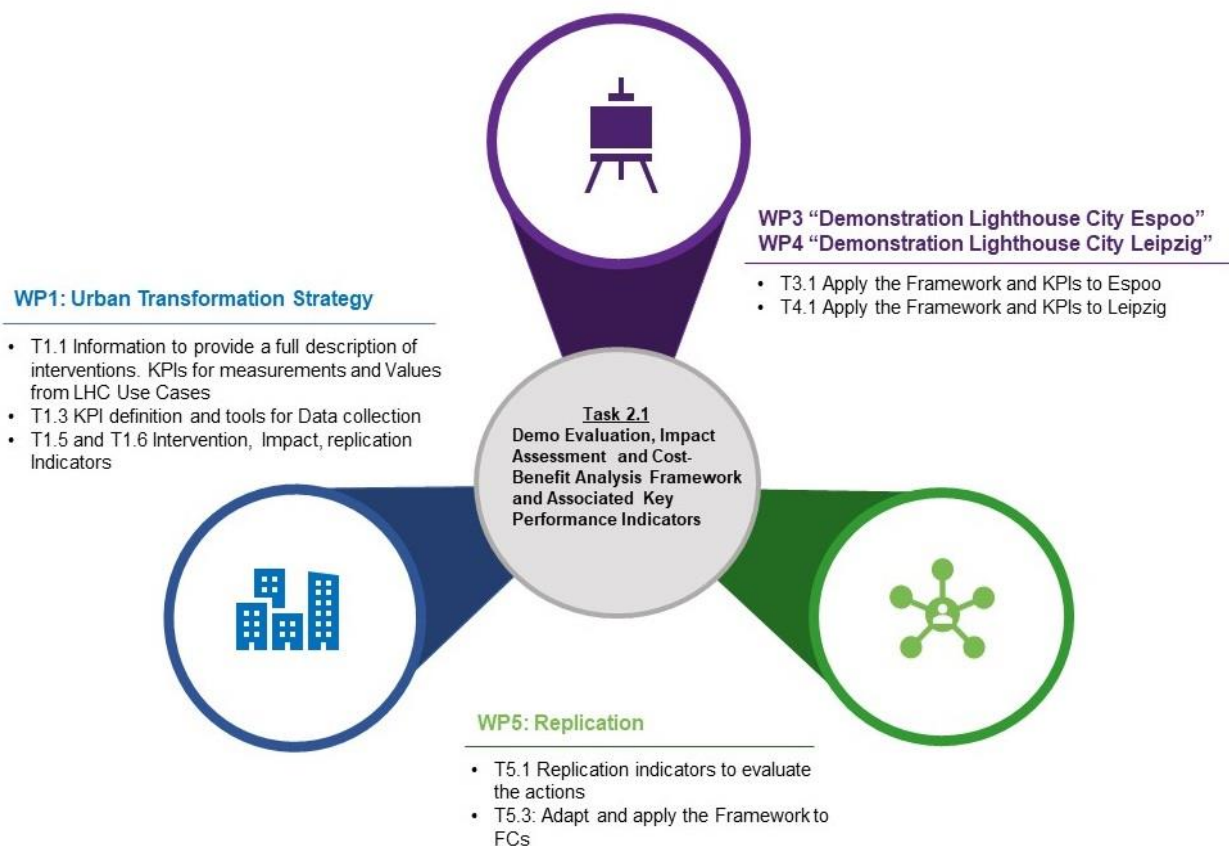 WP3 “Demonstration Lighthouse City Espoo”
WP4 “Demonstration Lighthouse City Leipzig”
• T3.1 Apply the Framework and KPIs to Espoo
• T4.1 Apply the Framework and KPIs to Leipzig
WP1: Urban Transformation Strategy
• T1.1 Information to provide a full description of
interventions. KPIs for measurements and Values
from LHC Use Cases
• T1.3 KPI definition and tools for Data collection
• T1.5 and T1.6 Intervention, Impact, replication
Indicators
Task 2.1
Demo Evaluation, Impact
Assessment and Cost-
Benefit Analysis Framework
and Associated Key
Performance Indicators
WP5: Replication
• T5.1 Replication indicators to evaluate
the actions
• T5.3: Adapt and apply the Framework to
FCs